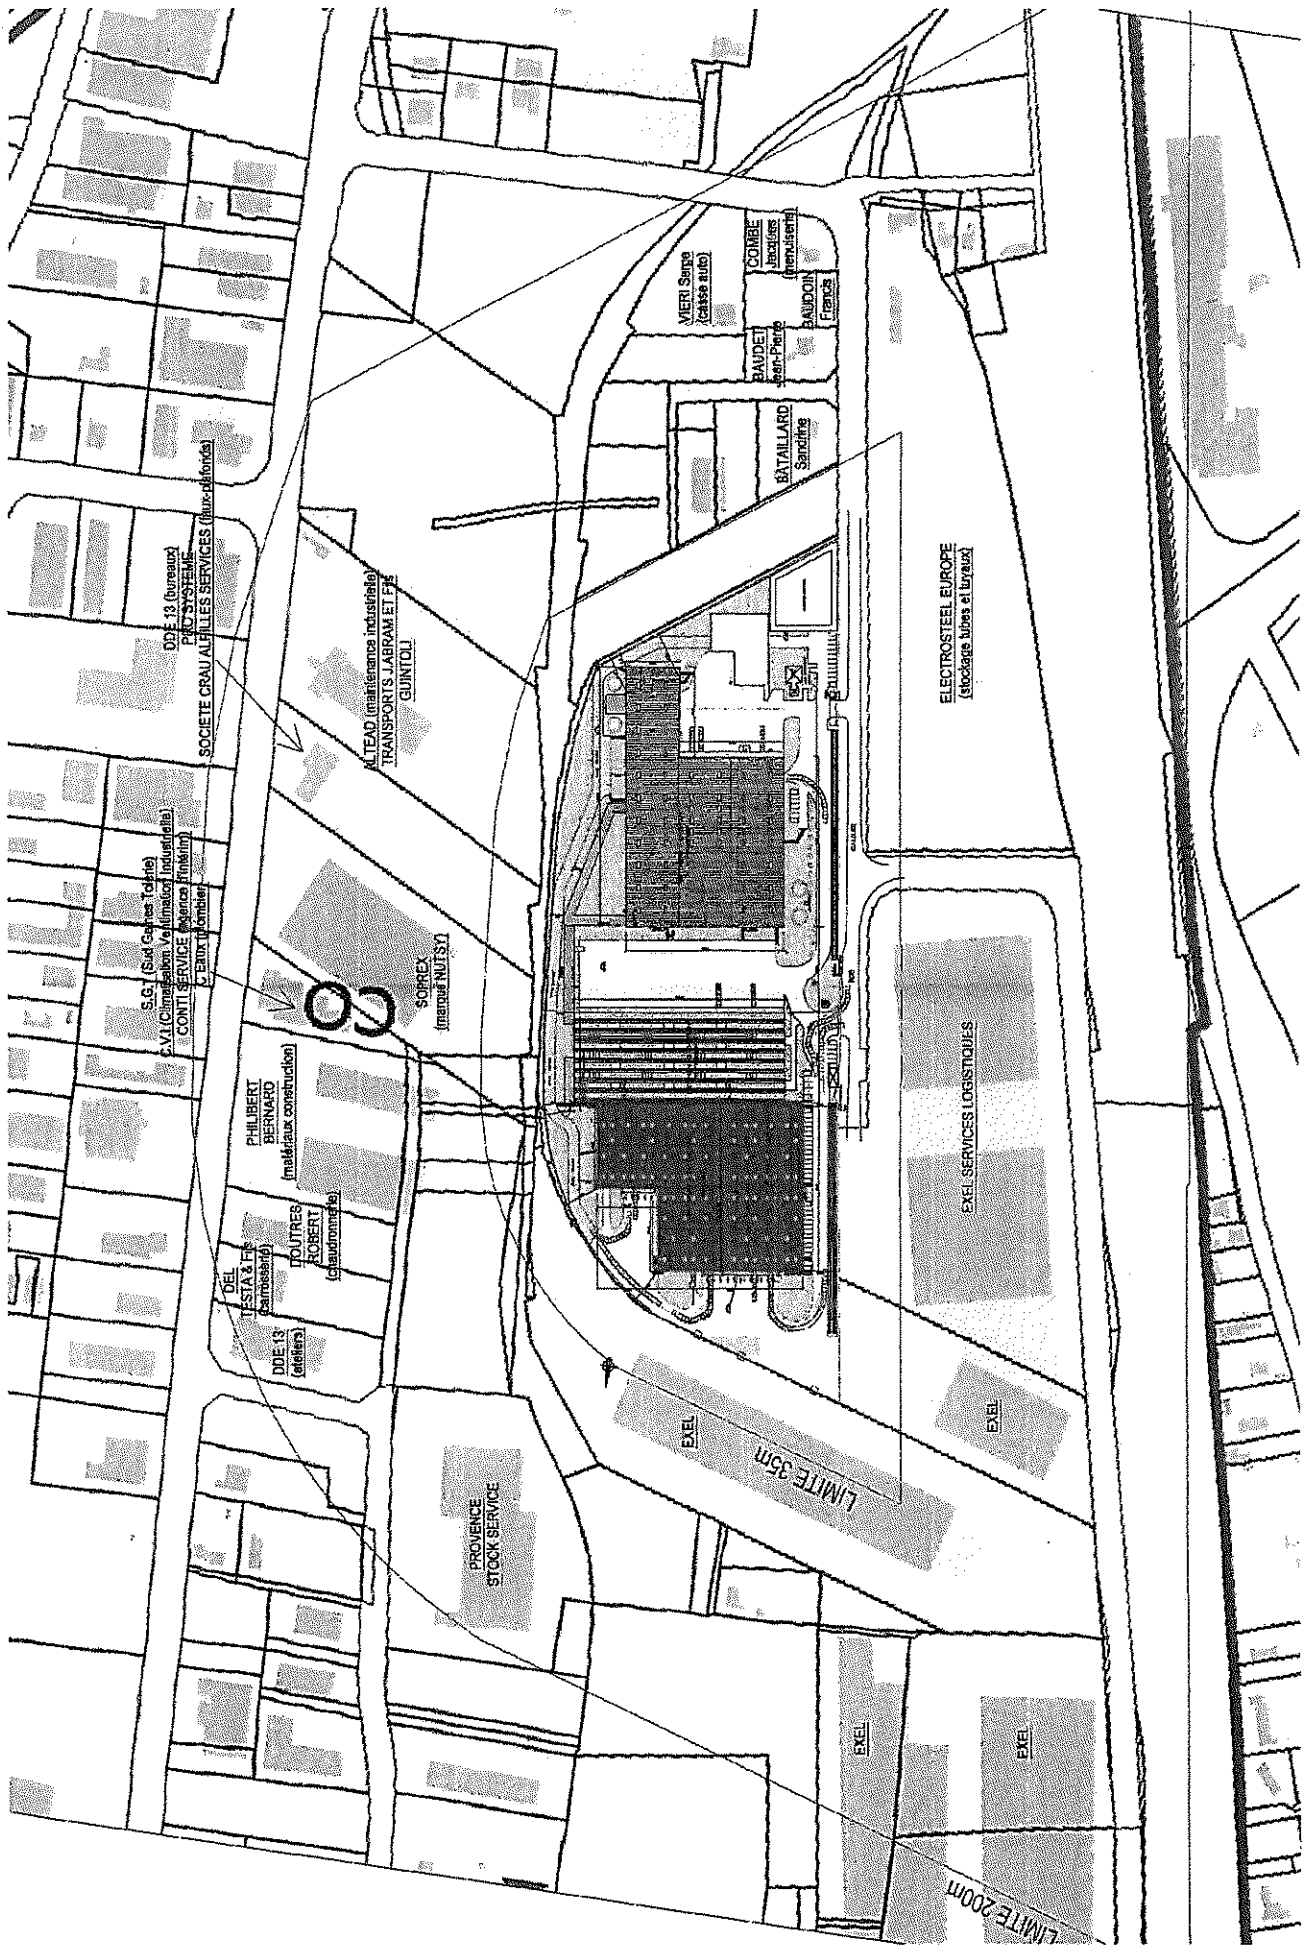 DDE 13 (bureaux)
PRO SYSTEME
SOCIETE CRAU ALPILLES SERVICES (faux-plafonds)
VIERI Serge
(casse auto)
COMBE
Jacques
(menuiserie)
BAUDOIN
Francis
BAUDET
Jean-Pierre
BATAILLARD
Sandrine
ALTEAD (maintenance industrielle)
TRANSPORTS LABRAM ET Fils
GUINTOLI
ELECTROSTEEL EUROPE
(stockage tubes et tuyaux)
S.G.T (Sud Gaines Tolerie)
C.V.I (Climatisation Ventilation Industrielle)
CONTI SERVICE (agence d'intérim)
SOPREX
(marque NUTSY)
PHILIBERT
BERNARD
(matériaux construction)
DOUTRES
ROBERT
(chaudronnerie)
DEL
TESTA & Fils
(carrosserie)
DDE 13
(ateliers)
EXEL SERVICES LOGISTIQUES
EXEL
EXEL
LIMITE 35m
PROVENCE
STOCK SERVICE
EXEL
EXEL
LIMITE 200m